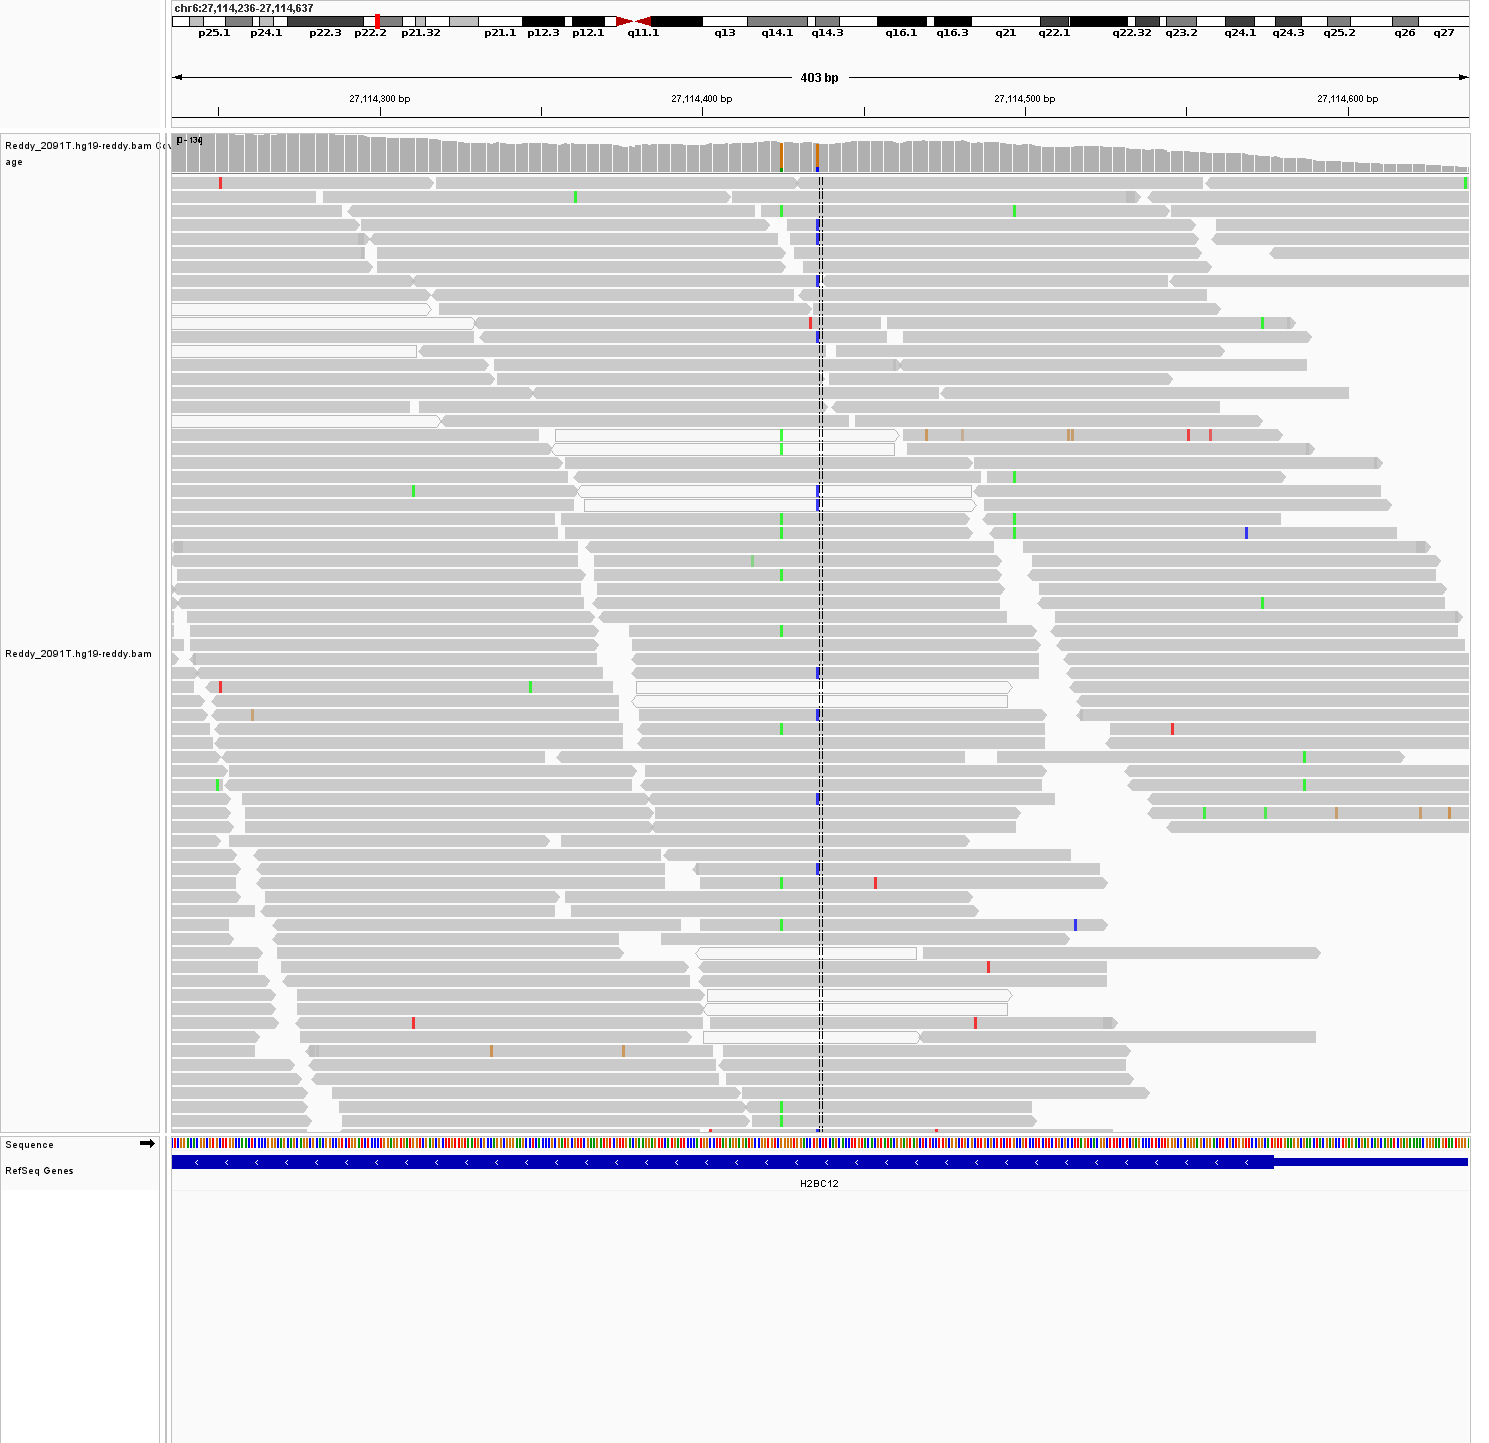 chr6:27,114,236-27,114,637
p25.1 p24.1 p22.3 p22.2 p21.32 p21.1 p12.3 p12.1 q11.1 q13 q14.1 q14.3 q16.1 q16.3 q21 q22.1 q22.32 q23.2 q24.1 q24.3 q25.2 q26 q27
403 bp
27,114,300 bp 27,114,400 bp 27,114,500 bp 27,114,600 bp
Reddy_2091T.hg19-reddy.bam Cov
age
Reddy_2091T.hg19-reddy.bam
Sequence
RefSeq Genes
H2BC12